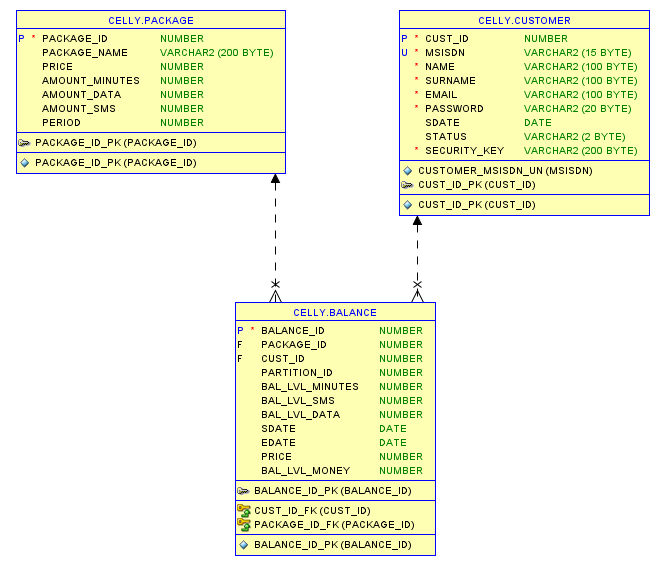 CELLY.PACKAGE
P * PACKAGE_ID NUMBER
PACKAGE_NAME VARCHAR2 (200 BYTE)
PRICE NUMBER
AMOUNT_MINUTES NUMBER
AMOUNT_DATA NUMBER
AMOUNT_SMS NUMBER
PERIOD NUMBER
PACKAGE_ID_PK (PACKAGE_ID)
PACKAGE_ID_PK (PACKAGE_ID)
CELLY.CUSTOMER
P * CUST_ID NUMBER
U * MSISDN VARCHAR2 (15 BYTE)
* NAME VARCHAR2 (100 BYTE)
* SURNAME VARCHAR2 (100 BYTE)
* EMAIL VARCHAR2 (100 BYTE)
* PASSWORD VARCHAR2 (20 BYTE)
SDATE DATE
STATUS VARCHAR2 (2 BYTE)
* SECURITY_KEY VARCHAR2 (200 BYTE)
CUSTOMER_MSISDN_UN (MSISDN)
CUST_ID_PK (CUST_ID)
CUST_ID_PK (CUST_ID)
CELLY.BALANCE
P * BALANCE_ID NUMBER
F PACKAGE_ID NUMBER
F CUST_ID NUMBER
PARTITION_ID NUMBER
BAL_LVL_MINUTES NUMBER
BAL_LVL_SMS NUMBER
BAL_LVL_DATA NUMBER
SDATE DATE
EDATE DATE
PRICE NUMBER
BAL_LVL_MONEY NUMBER
BALANCE_ID_PK (BALANCE_ID)
CUST_ID_FK (CUST_ID)
PACKAGE_ID_FK (PACKAGE_ID)
BALANCE_ID_PK (BALANCE_ID)